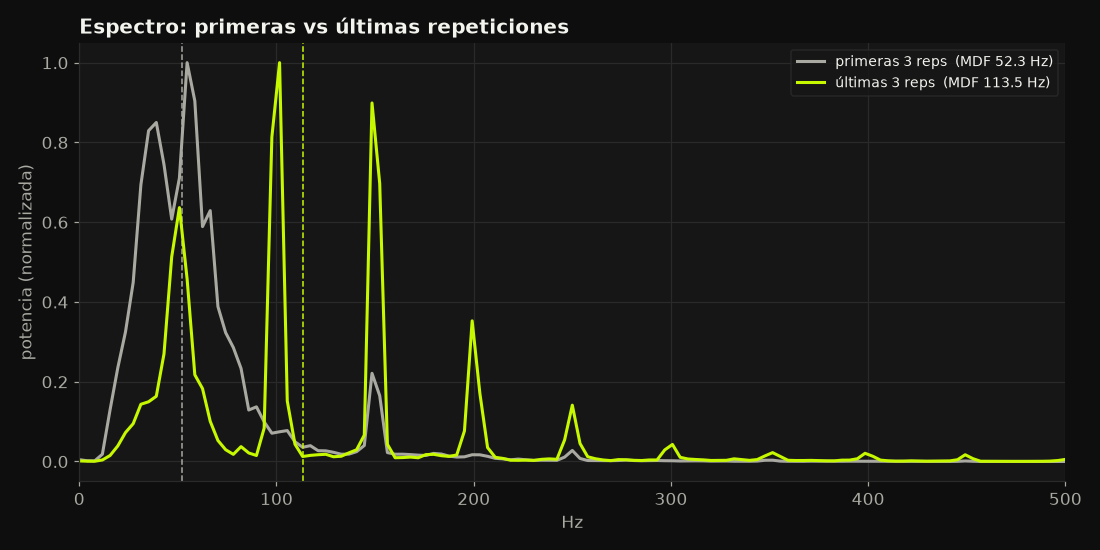 Espectro: primeras vs últimas repeticiones
primeras 3 reps  (MDF 52.3 Hz)
últimas 3 reps  (MDF 113.5 Hz)
potencia (normalizada)
1.0
0.8
0.6
0.4
0.2
0.0
0 100 200 300 400 500
Hz